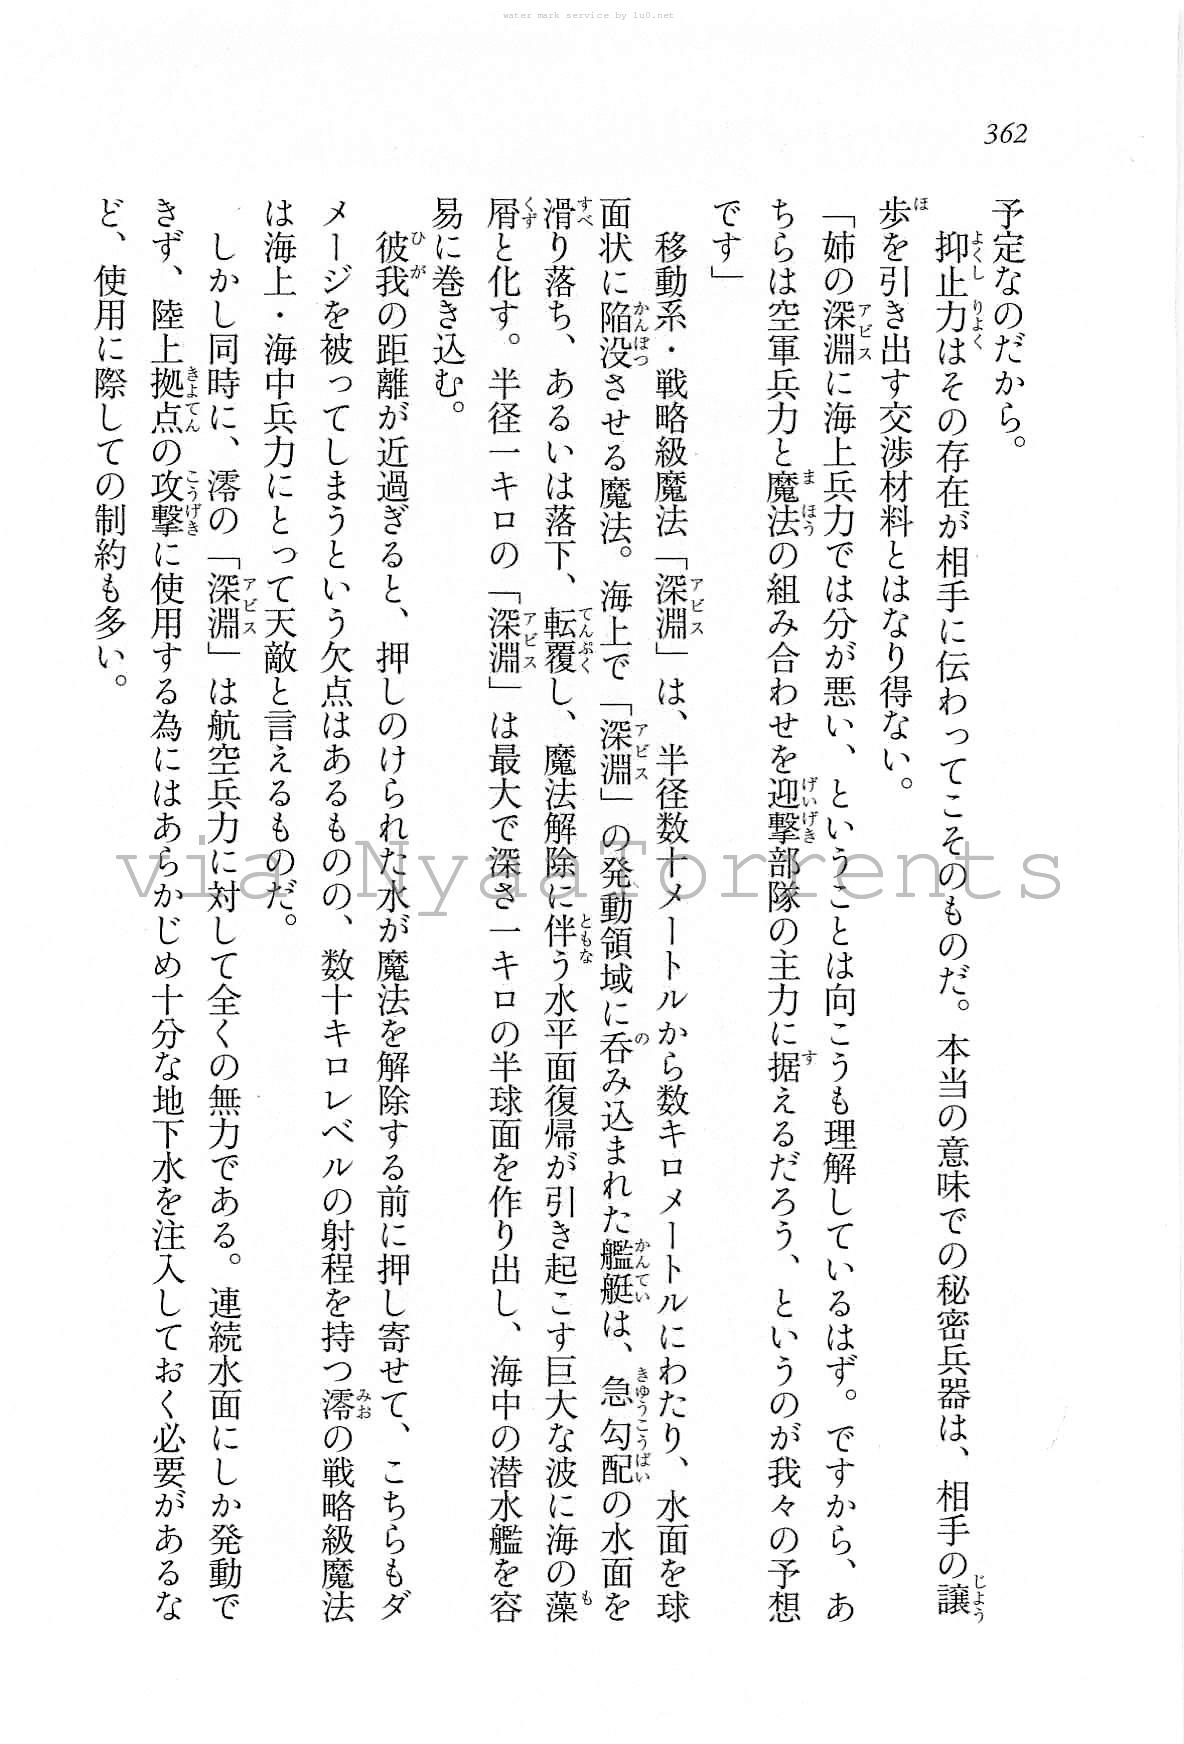 water mark service by 1u0.net
362
予定なのだから。
　抑止力はその存在が相手に伝わってこそのものだ。本当の意味での秘密兵器は、相手の譲
歩を引き出す交渉材料とはなり得ない。
「姉の深淵に海上兵力では分が悪い、ということは向こうも理解しているはず。ですから、あ
ちらは空軍兵力と魔法の組み合わせを迎撃部隊の主力に据えるだろう、というのが我々の予想
です」
　移動系・戦略級魔法「深淵」は、半径数十メートルから数キロメートルにわたり、水面を球
面状に陥没させる魔法。海上で「深淵」の発動領域に呑み込まれた艦艇は、急勾配の水面を
滑り落ち、あるいは落下、転覆し、魔法解除に伴う水平面復帰が引き起こす巨大な波に海の藻
屑と化す。半径一キロの「深淵」は最大で深さ一キロの半球面を作り出し、海中の潜水艦を容
易に巻き込む。
　彼我の距離が近過ぎると、押しのけられた水が魔法を解除する前に押し寄せて、こちらもダ
メージを被ってしまうという欠点はあるものの、数十キロレベルの射程を持つ澪の戦略級魔法
は海上・海中兵力にとって天敵と言えるものだ。
　しかし同時に、澪の「深淵」は航空兵力に対して全くの無力である。連続水面にしか発動で
きず、陸上拠点の攻撃に使用する為にはあらかじめ十分な地下水を注入しておく必要があるな
ど、使用に際しての制約も多い。
via NyaaTorrents